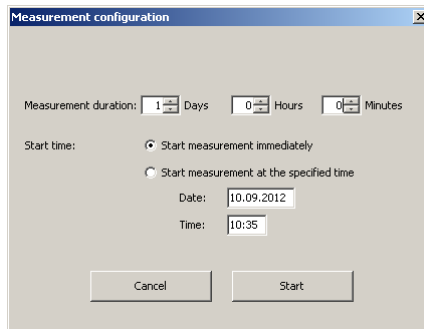 Measurement configuration
Measurement duration: 1 Days 0 Hours 0 Minutes
Start time: Start measurement immediately
Start measurement at the specified time
Date: 10.09.2012
Time: 10:35
Cancel Start